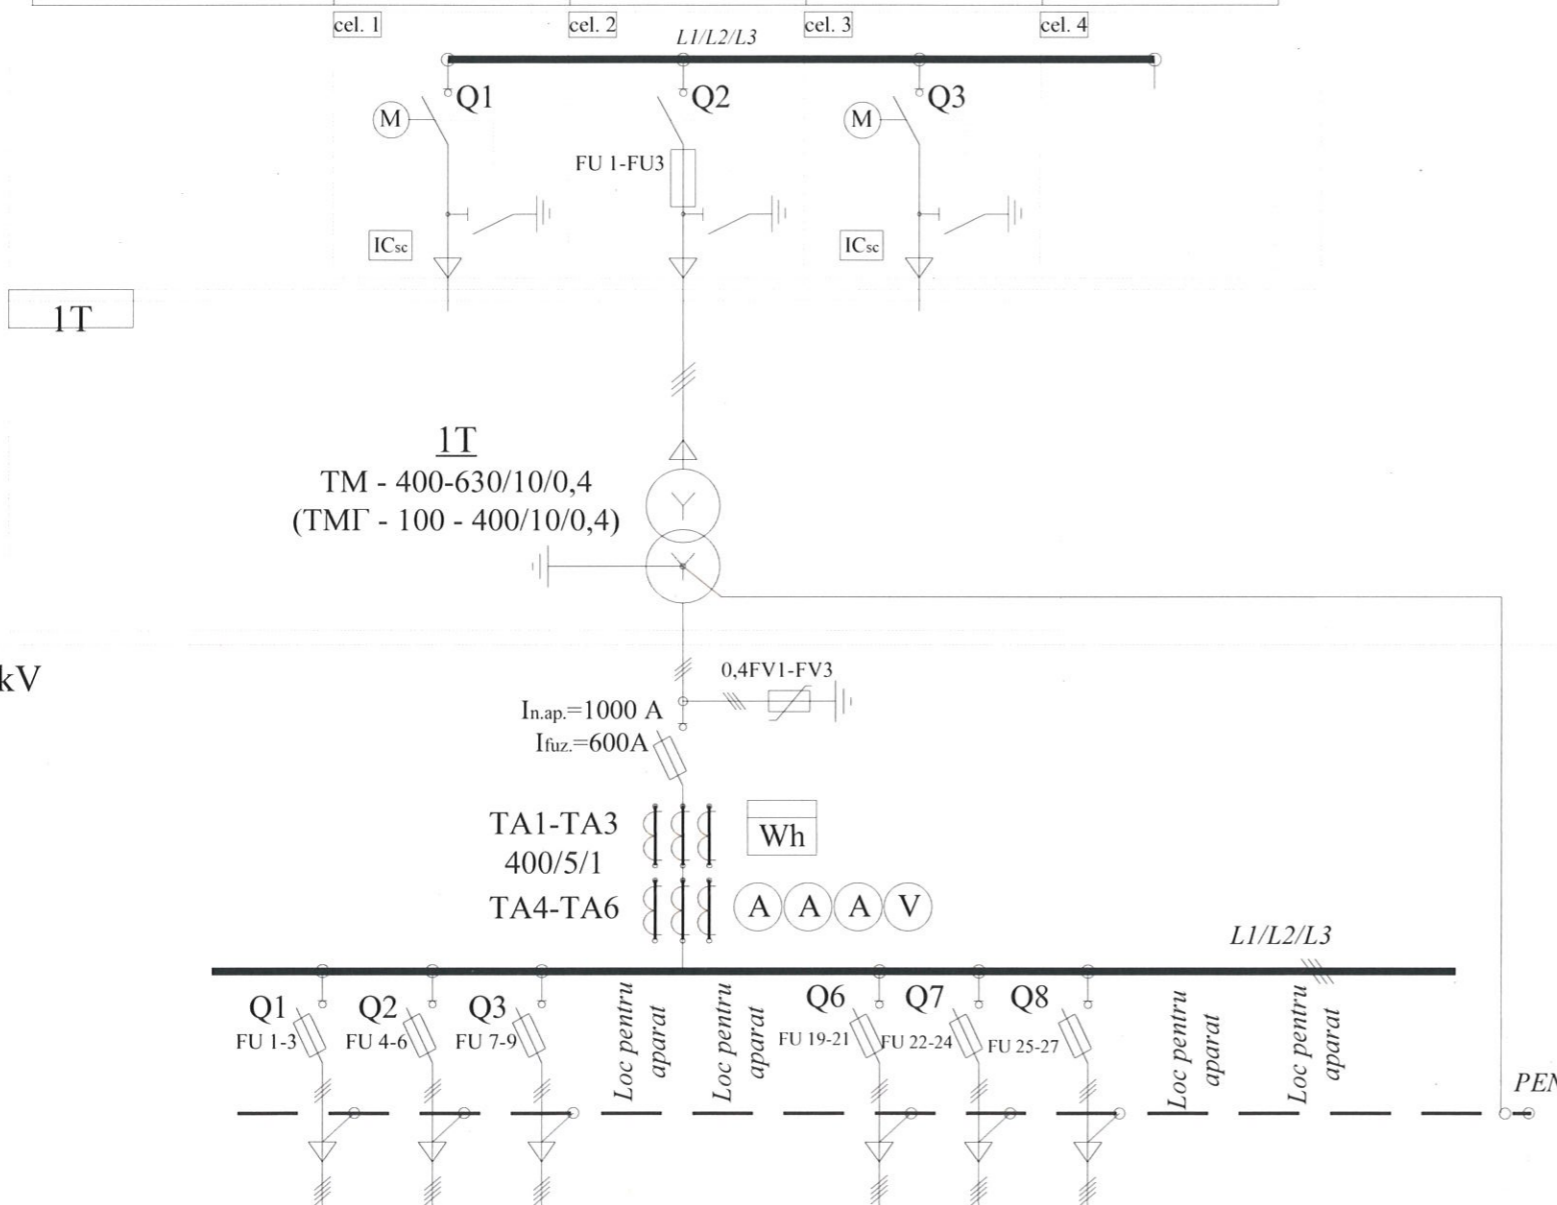 cel. 1
cel. 2
cel. 3
cel. 4
L1/L2/L3
Q1
Q2
Q3
M
M
FU 1-FU3
ICsc
ICsc
1T
1T
TM - 400-630/10/0,4
(ТМГ - 100 - 400/10/0,4)
kV
0,4FV1-FV3
In.ap.=1000 A
Ifuz.=600A
TA1-TA3
400/5/1
Wh
TA4-TA6
A
A
A
V
L1/L2/L3
Q1
FU 1-3
Q2
FU 4-6
Q3
FU 7-9
Loc pentru
aparat
Loc pentru
aparat
Q6
FU 19-21
Q7
FU 22-24
Q8
FU 25-27
Loc pentru
aparat
Loc pentru
aparat
PEN